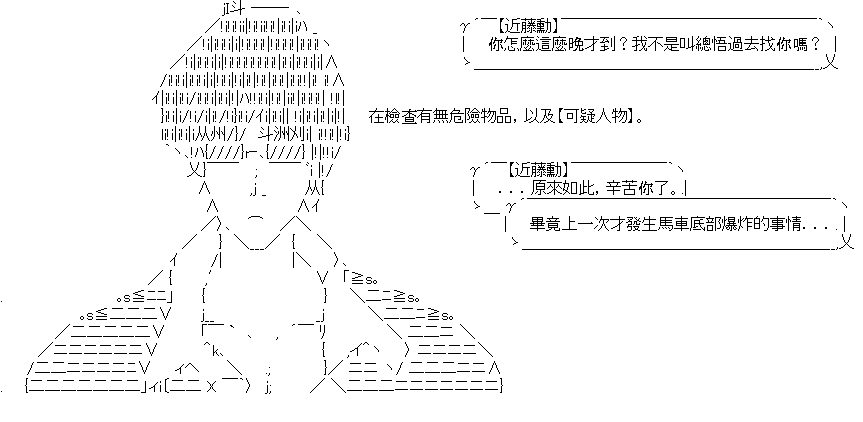 【近藤勳】
你怎麼這麼晚才到？我不是叫總悟過去找你嗎？
在檢查有無危險物品，以及【可疑人物】。
【近藤勳】
...原來如此，辛苦你了。
畢竟上一次才發生馬車底部爆炸的事情....